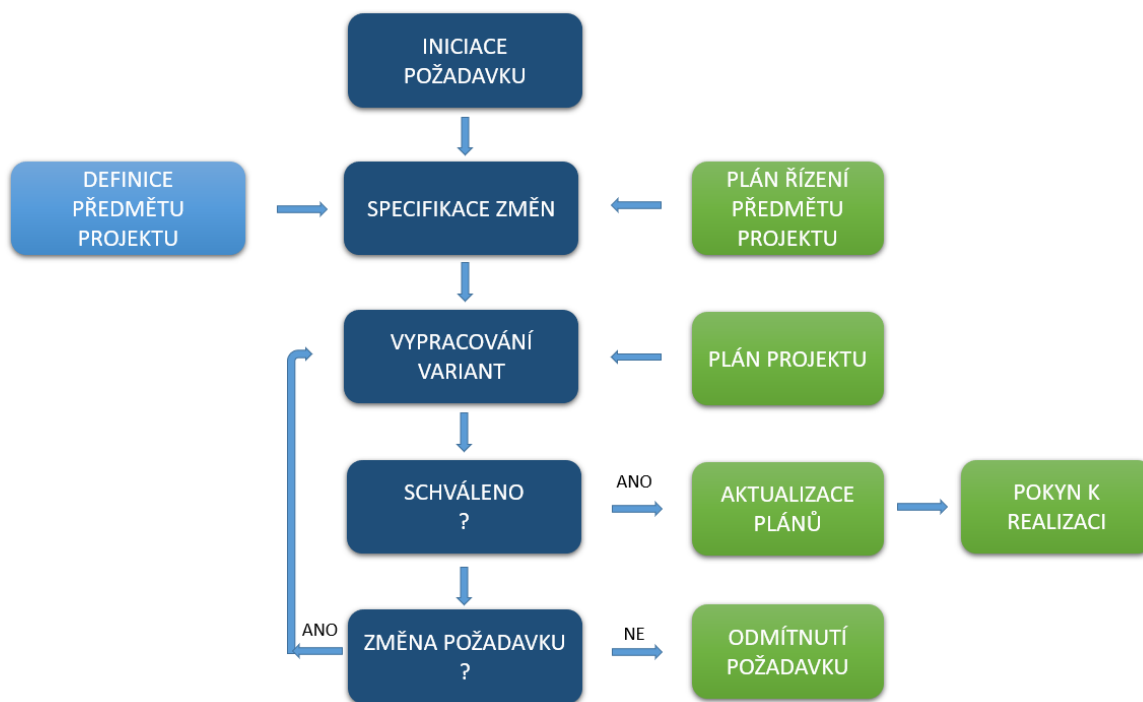 INICIACE
POŽADAVKU
DEFINICE
PŘEDMĚTU
PROJEKTU
SPECIFIKACE ZMĚN
PLÁN ŘÍZENÍ
PŘEDMĚTU
PROJEKTU
VYPRACOVÁNÍ
VARIANT
PLÁN PROJEKTU
SCHVÁLENO
?
ANO
AKTUALIZACE
PLÁNŮ
POKYN K
REALIZACI
ANO
ZMĚNA POŽADAVKU
?
NE
ODMÍTNUTÍ
POŽADAVKU